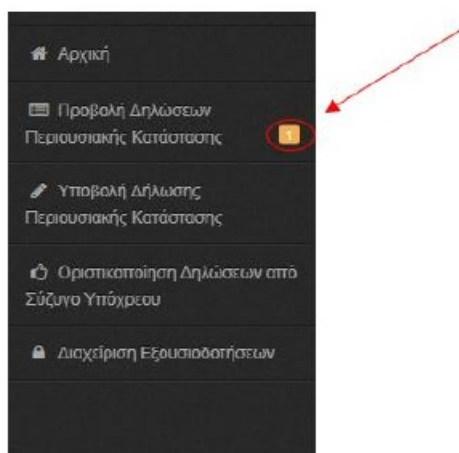 Αρχική
Προβολή Δηλώσεων
Περιουσιακής Κατάστασης 1
Υποβολή Δήλωσης
Περιουσιακής Κατάστασης
Οριστικοποίηση Δηλώσεων από
Σύζυγο Υπόχρεου
Διαχείριση Εξουσιοδοτήσεων